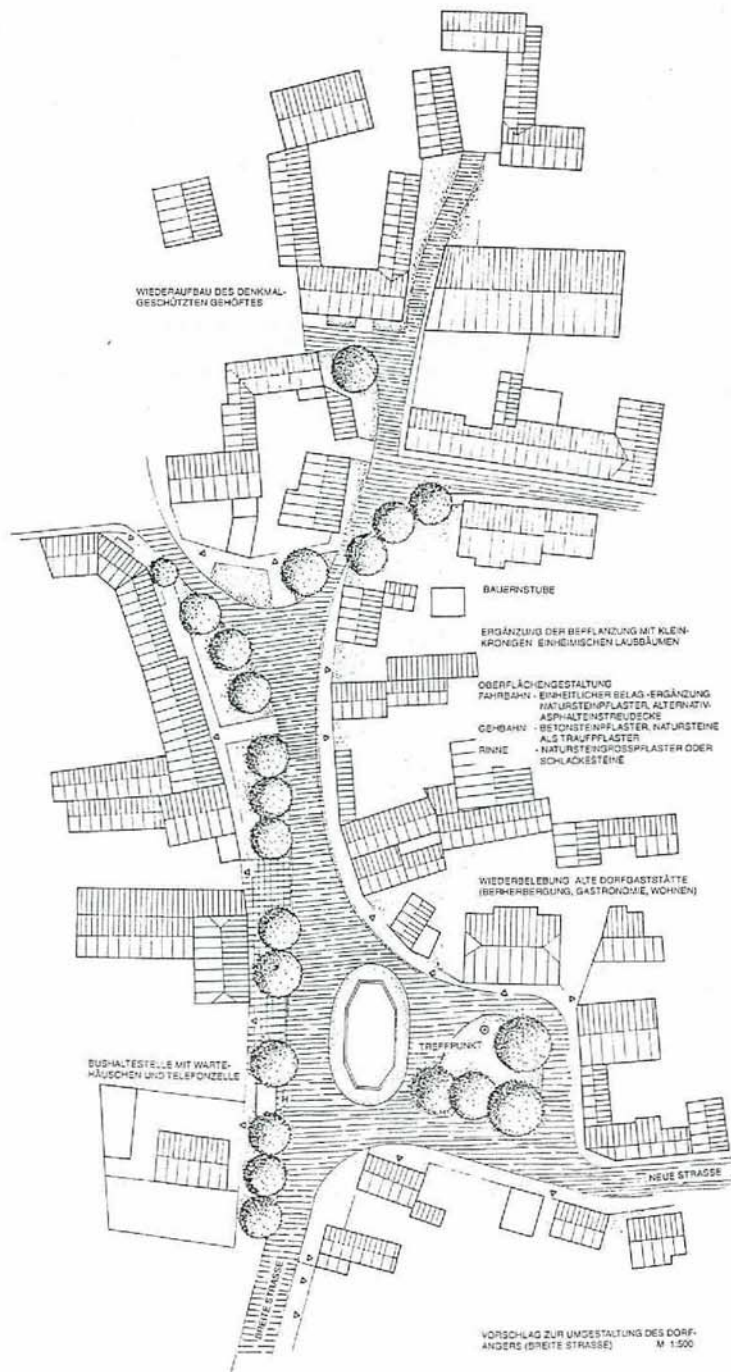 WIEDERAUFBAU DES DENKMAL-
GESCHÜTZTEN GEHÖFTES
BAUERNSTUBE
ERGÄNZUNG DER BEPFLANZUNG MIT KLEIN-
KRONIGEN EINHEIMISCHEN LAUBBÄUMEN
OBERFLÄCHENGESTALTUNG
FAHRBAHN - EINHEITLICHER BELAG-ERGÄNZUNG
NATURSTEINPFLASTER, ALTERNATIV-
ASPHALTEINSTREUDECKE
GEHBAHN - BETONSTEINPFLASTER, NATURSTEINE
ALS TRAUFPFLASTER
RINNE - NATURSTEINGROSSPFLASTER ODER
SCHLACKESTEINE
WIEDERBELEBUNG ALTE DORFGASTSTÄTTE
(BERHERBERGUNG, GASTRONOMIE, WOHNEN)
TREFFPUNKT
BUSHALTESTELLE MIT WARTE-
HÄUSCHEN UND TELEFONZELLE
H
NEUE STRASSE
BREITE STRASSE
VORSCHLAG ZUR UMGESTALTUNG DES DORF-
ANGERS (BREITE STRASSE) M 1:500